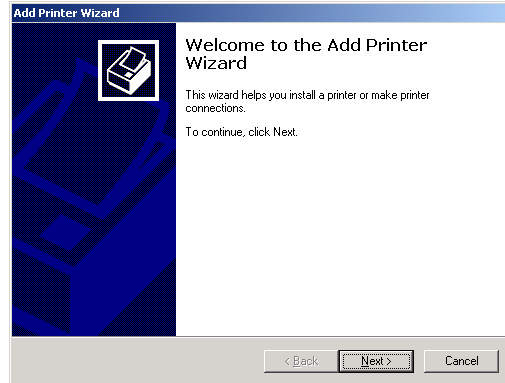 Add Printer Wizard
Welcome to the Add Printer
Wizard
This wizard helps you install a printer or make printer
connections.
To continue, click Next.
< Back
Next >
Cancel